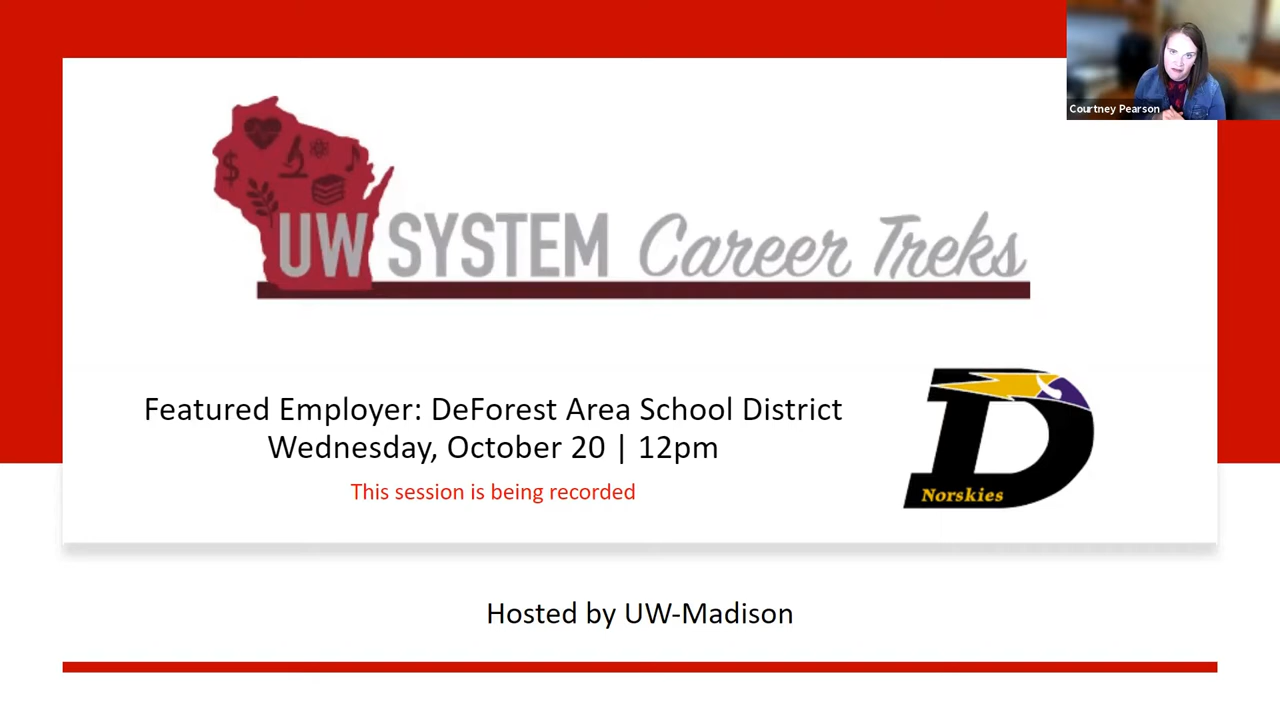 Courtney Pearson
UW SYSTEM Career Treks
Featured Employer: DeForest Area School District
Wednesday, October 20 | 12pm
This session is being recorded
D
Norskies
Hosted by UW-Madison